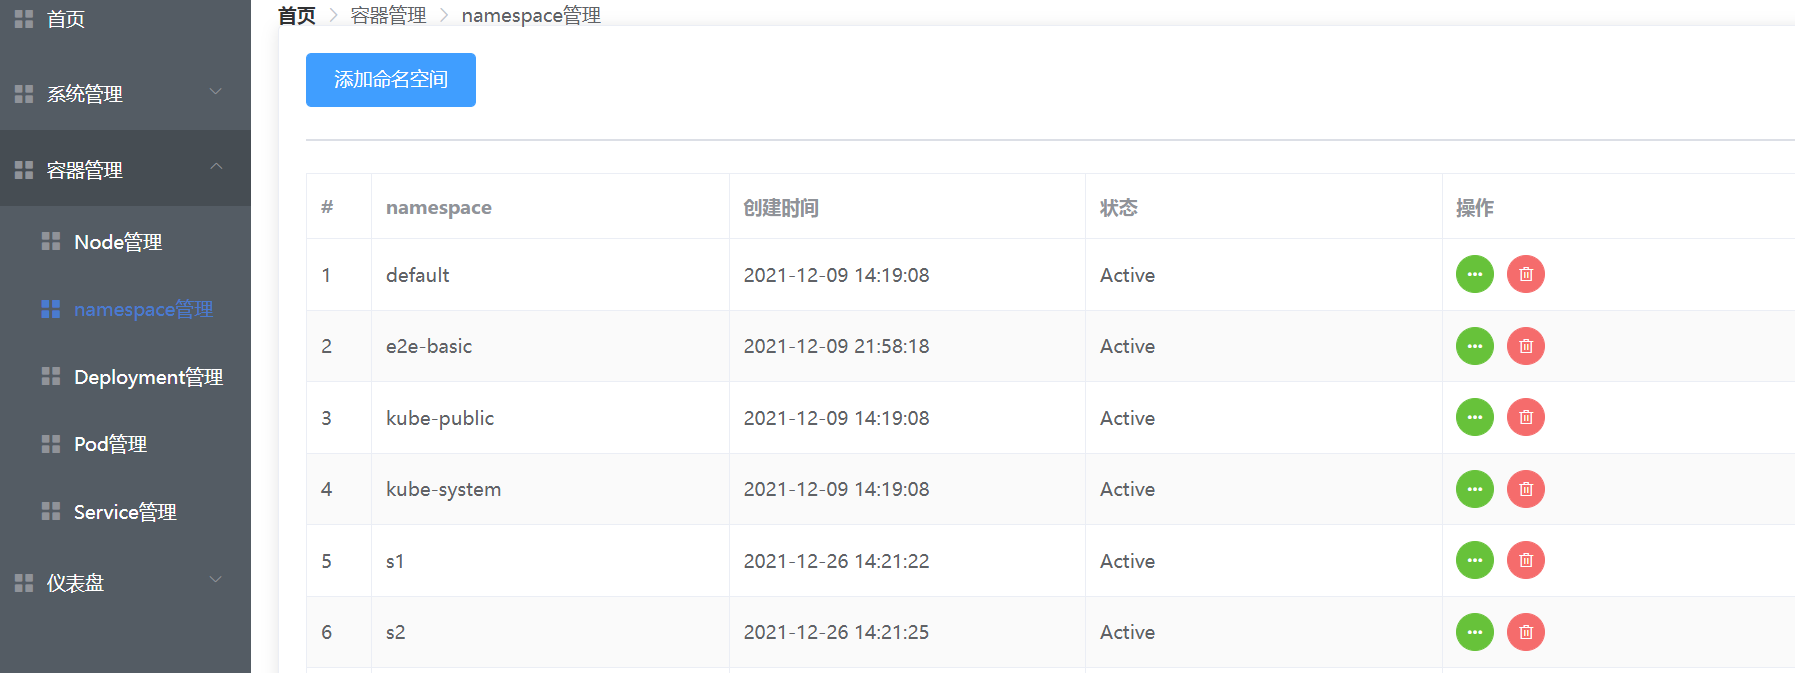 首页
系统管理
容器管理
Node管理
namespace管理
Deployment管理
Pod管理
Service管理
仪表盘
首页 > 容器管理 > namespace管理
添加命名空间
# namespace 创建时间 状态 操作
1 default 2021-12-09 14:19:08 Active
2 e2e-basic 2021-12-09 21:58:18 Active
3 kube-public 2021-12-09 14:19:08 Active
4 kube-system 2021-12-09 14:19:08 Active
5 s1 2021-12-26 14:21:22 Active
6 s2 2021-12-26 14:21:25 Active